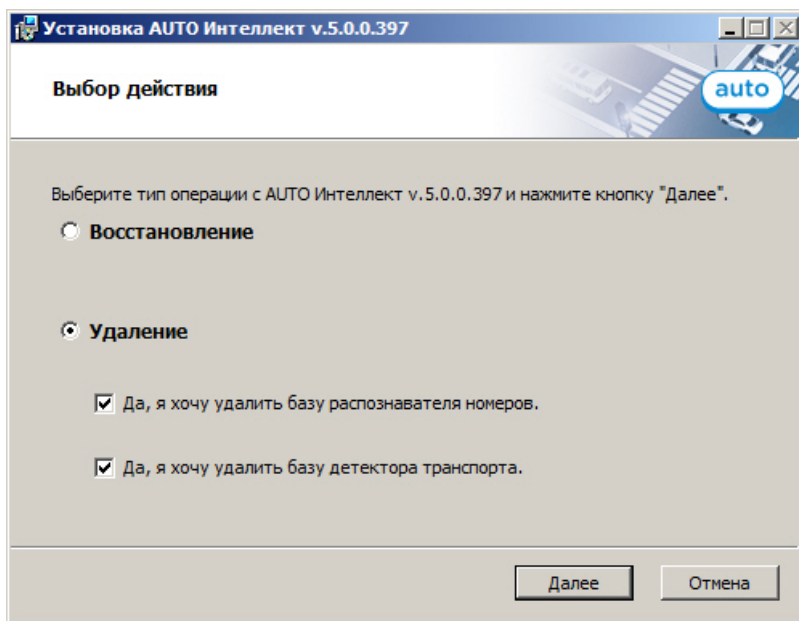 Установка AUTO Интеллект v.5.0.0.397
Выбор действия
auto
Выберите тип операции с AUTO Интеллект v.5.0.0.397 и нажмите кнопку "Далее".
Восстановление
Удаление
Да, я хочу удалить базу распознавателя номеров.
Да, я хочу удалить базу детектора транспорта.
Далее
Отмена